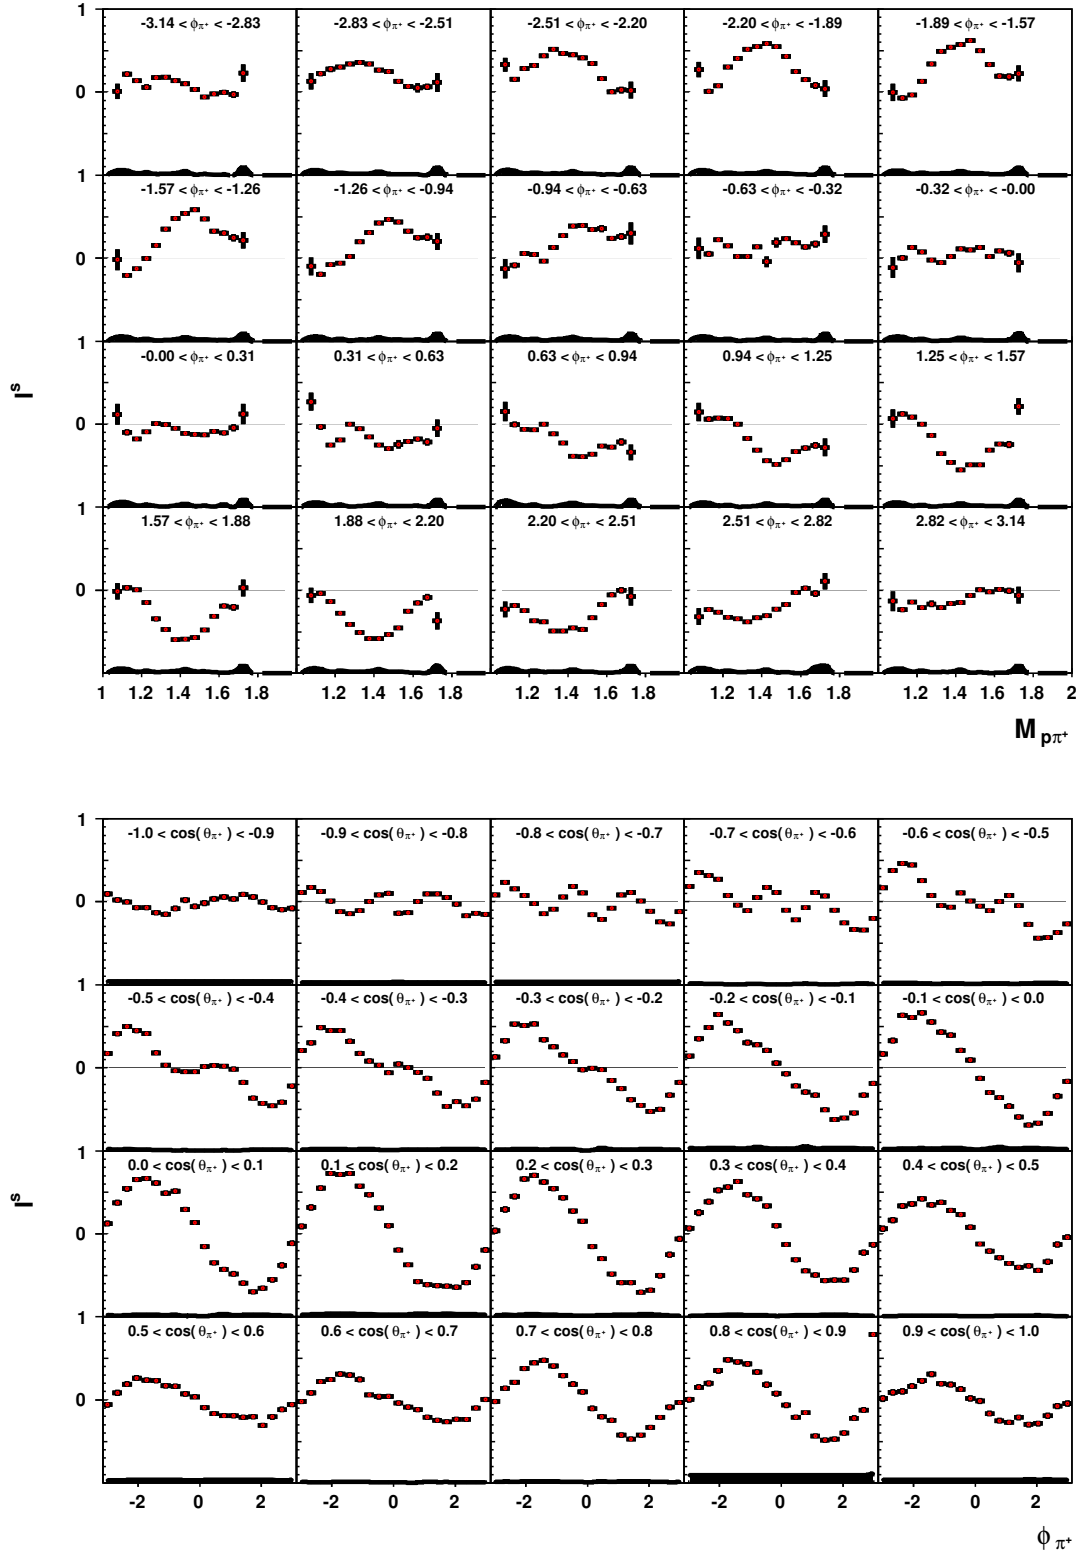 1
-3.14 < ϕπ⁺ < -2.83
-2.83 < ϕπ⁺ < -2.51
-2.51 < ϕπ⁺ < -2.20
-2.20 < ϕπ⁺ < -1.89
-1.89 < ϕπ⁺ < -1.57
0
1
-1.57 < ϕπ⁺ < -1.26
-1.26 < ϕπ⁺ < -0.94
-0.94 < ϕπ⁺ < -0.63
-0.63 < ϕπ⁺ < -0.32
-0.32 < ϕπ⁺ < -0.00
0
1
-0.00 < ϕπ⁺ < 0.31
0.31 < ϕπ⁺ < 0.63
0.63 < ϕπ⁺ < 0.94
0.94 < ϕπ⁺ < 1.25
1.25 < ϕπ⁺ < 1.57
Iˢ
0
1
1.57 < ϕπ⁺ < 1.88
1.88 < ϕπ⁺ < 2.20
2.20 < ϕπ⁺ < 2.51
2.51 < ϕπ⁺ < 2.82
2.82 < ϕπ⁺ < 3.14
0
1 1.2 1.4 1.6 1.8 1.2 1.4 1.6 1.8 1.2 1.4 1.6 1.8 1.2 1.4 1.6 1.8 1.2 1.4 1.6 1.8 2
M pπ⁺
1
-1.0 < cos( θπ⁺ ) < -0.9
-0.9 < cos( θπ⁺ ) < -0.8
-0.8 < cos( θπ⁺ ) < -0.7
-0.7 < cos( θπ⁺ ) < -0.6
-0.6 < cos( θπ⁺ ) < -0.5
0
1
-0.5 < cos( θπ⁺ ) < -0.4
-0.4 < cos( θπ⁺ ) < -0.3
-0.3 < cos( θπ⁺ ) < -0.2
-0.2 < cos( θπ⁺ ) < -0.1
-0.1 < cos( θπ⁺ ) < 0.0
0
1
0.0 < cos( θπ⁺ ) < 0.1
0.1 < cos( θπ⁺ ) < 0.2
0.2 < cos( θπ⁺ ) < 0.3
0.3 < cos( θπ⁺ ) < 0.4
0.4 < cos( θπ⁺ ) < 0.5
Iˢ
0
1
0.5 < cos( θπ⁺ ) < 0.6
0.6 < cos( θπ⁺ ) < 0.7
0.7 < cos( θπ⁺ ) < 0.8
0.8 < cos( θπ⁺ ) < 0.9
0.9 < cos( θπ⁺ ) < 1.0
0
-2 0 2 -2 0 2 -2 0 2 -2 0 2 -2 0 2
ϕ π⁺